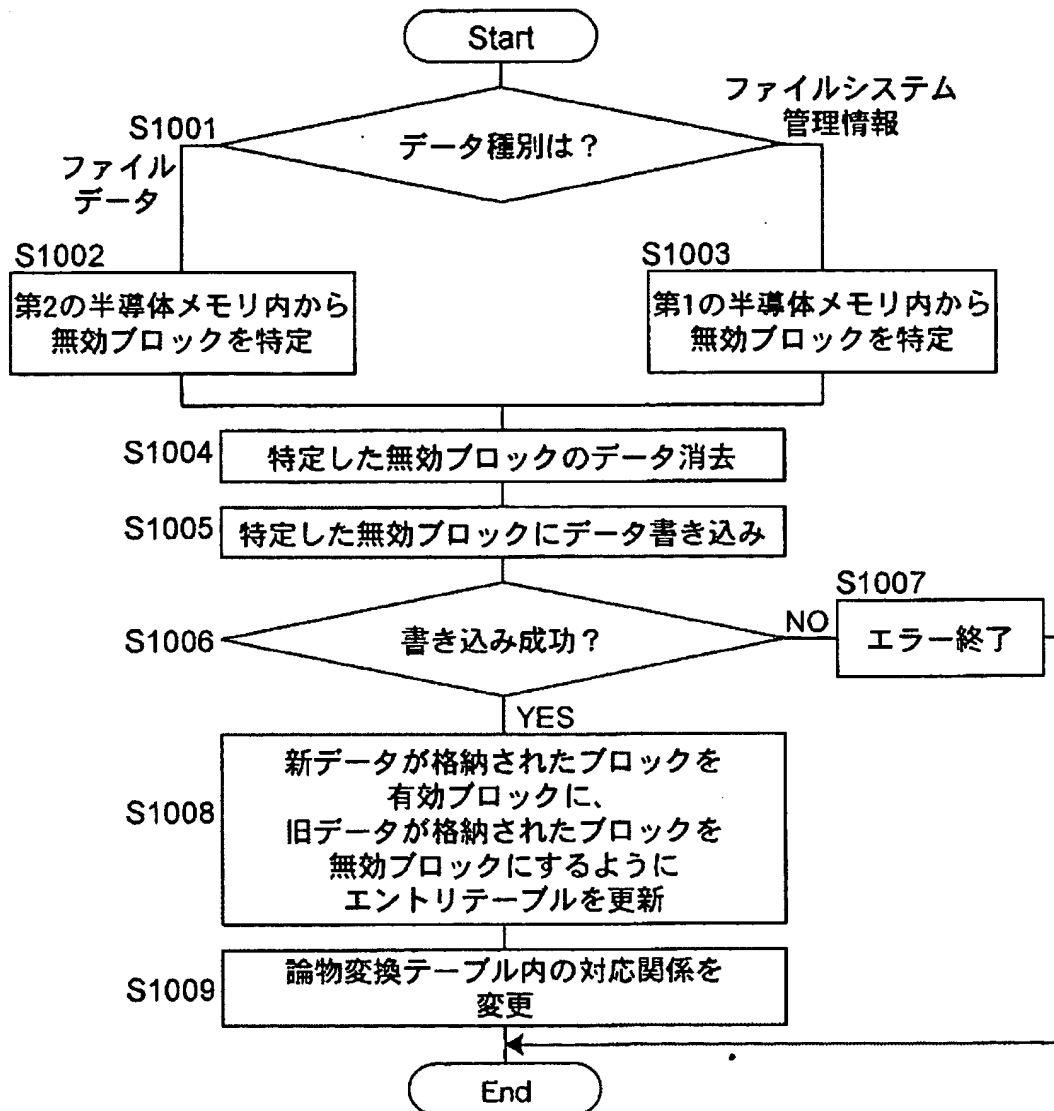 Start
S1001
データ種別は？
ファイルシステム
管理情報
ファイル
データ
S1002
第2の半導体メモリ内から
無効ブロックを特定
S1003
第1の半導体メモリ内から
無効ブロックを特定
S1004
特定した無効ブロックのデータ消去
S1005
特定した無効ブロックにデータ書き込み
S1006
書き込み成功？
NO
S1007
エラー終了
YES
S1008
新データが格納されたブロックを
有効ブロックに、
旧データが格納されたブロックを
無効ブロックにするように
エントリテーブルを更新
S1009
論物変換テーブル内の対応関係を
変更
End